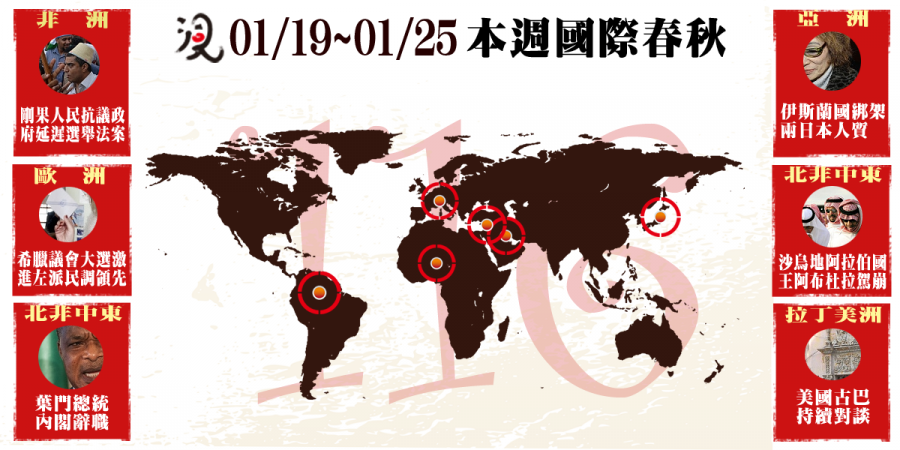 01/19~01/25 本週國際春秋
116
非洲
剛果人民抗議政
府延遲選舉法案
歐洲
希臘議會大選激
進左派民調領先
北非中東
葉門總統
內閣辭職
亞洲
伊斯蘭國綁架
兩日本人質
北非中東
沙烏地阿拉伯國
王阿布杜拉駕崩
拉丁美洲
美國古巴
持續對談